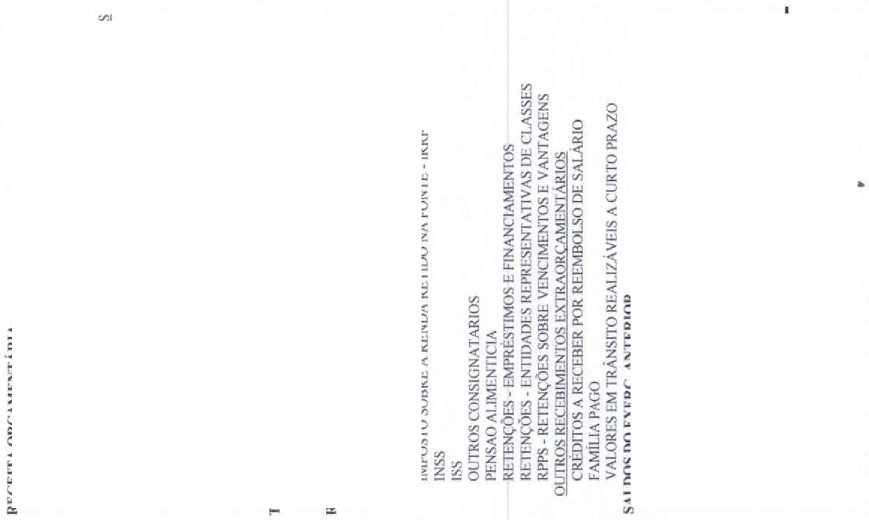 RECEITA ORÇAMENTÁRIA
IMPOSTO SOBRE A RENDA RETIDO NA FONTE - IRRF
INSS
ISS
OUTROS CONSIGNATARIOS
PENSAO ALIMENTICIA
RETENÇÕES - EMPRÉSTIMOS E FINANCIAMENTOS
RETENÇÕES - ENTIDADES REPRESENTATIVAS DE CLASSES
RPPS - RETENÇÕES SOBRE VENCIMENTOS E VANTAGENS
OUTROS RECEBIMENTOS EXTRAORÇAMENTÁRIOS
CRÉDITOS A RECEBER POR REEMBOLSO DE SALÁRIO
FAMÍLIA PAGO
VALORES EM TRÂNSITO REALIZÁVEIS A CURTO PRAZO
SALDOS DO EXERC. ANTERIOR